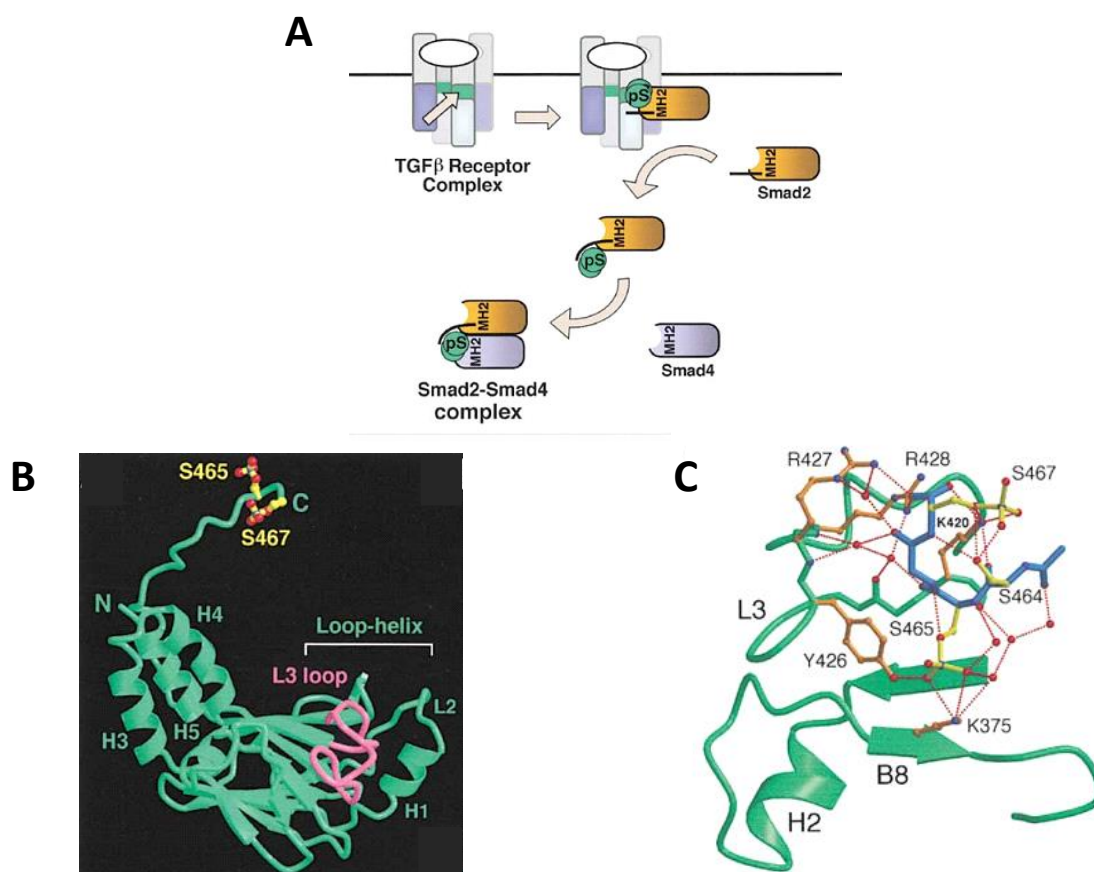 A
pS
MH2
TGFβ Receptor
Complex
MH2
Smad2
MH2
pS
MH2
pS
MH2
MH2
Smad4
Smad2-Smad4
complex
B
S465
C
S467
N
H4
Loop-helix
L3 loop
L2
H3
H5
H1
C
R427
R428
S467
K420
L3
S464
S465
Y426
K375
B8
H2